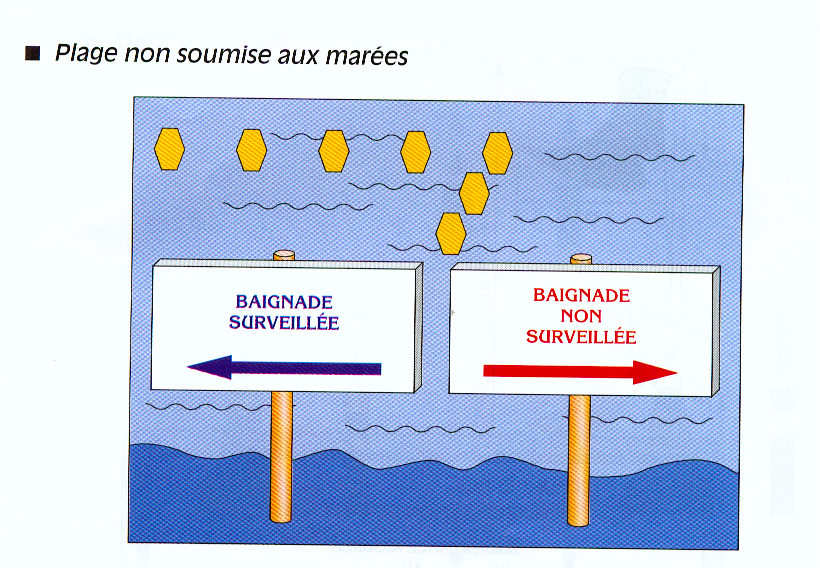 Plage non soumise aux marées
BAIGNADE
SURVEILLÉE
BAIGNADE
NON
SURVEILLÉE